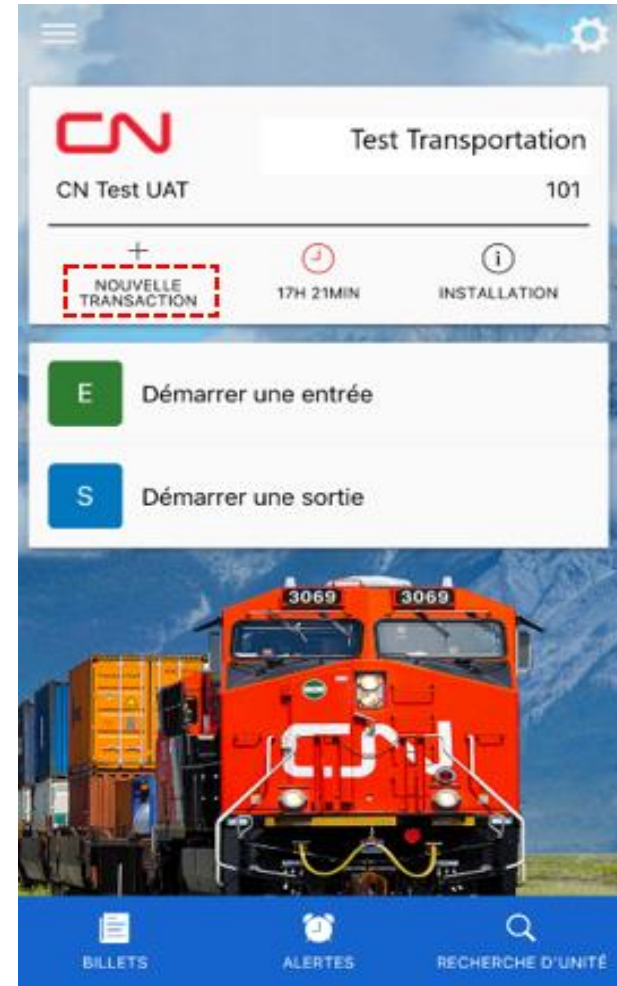 CN
Test Transportation
CN Test UAT
101
NOUVELLE
TRANSACTION
17H 21MIN
INSTALLATION
E
Démarrer une entrée
S
Démarrer une sortie
3069
3069
CN
BILLETS
ALERTES
RECHERCHE D'UNITÉ